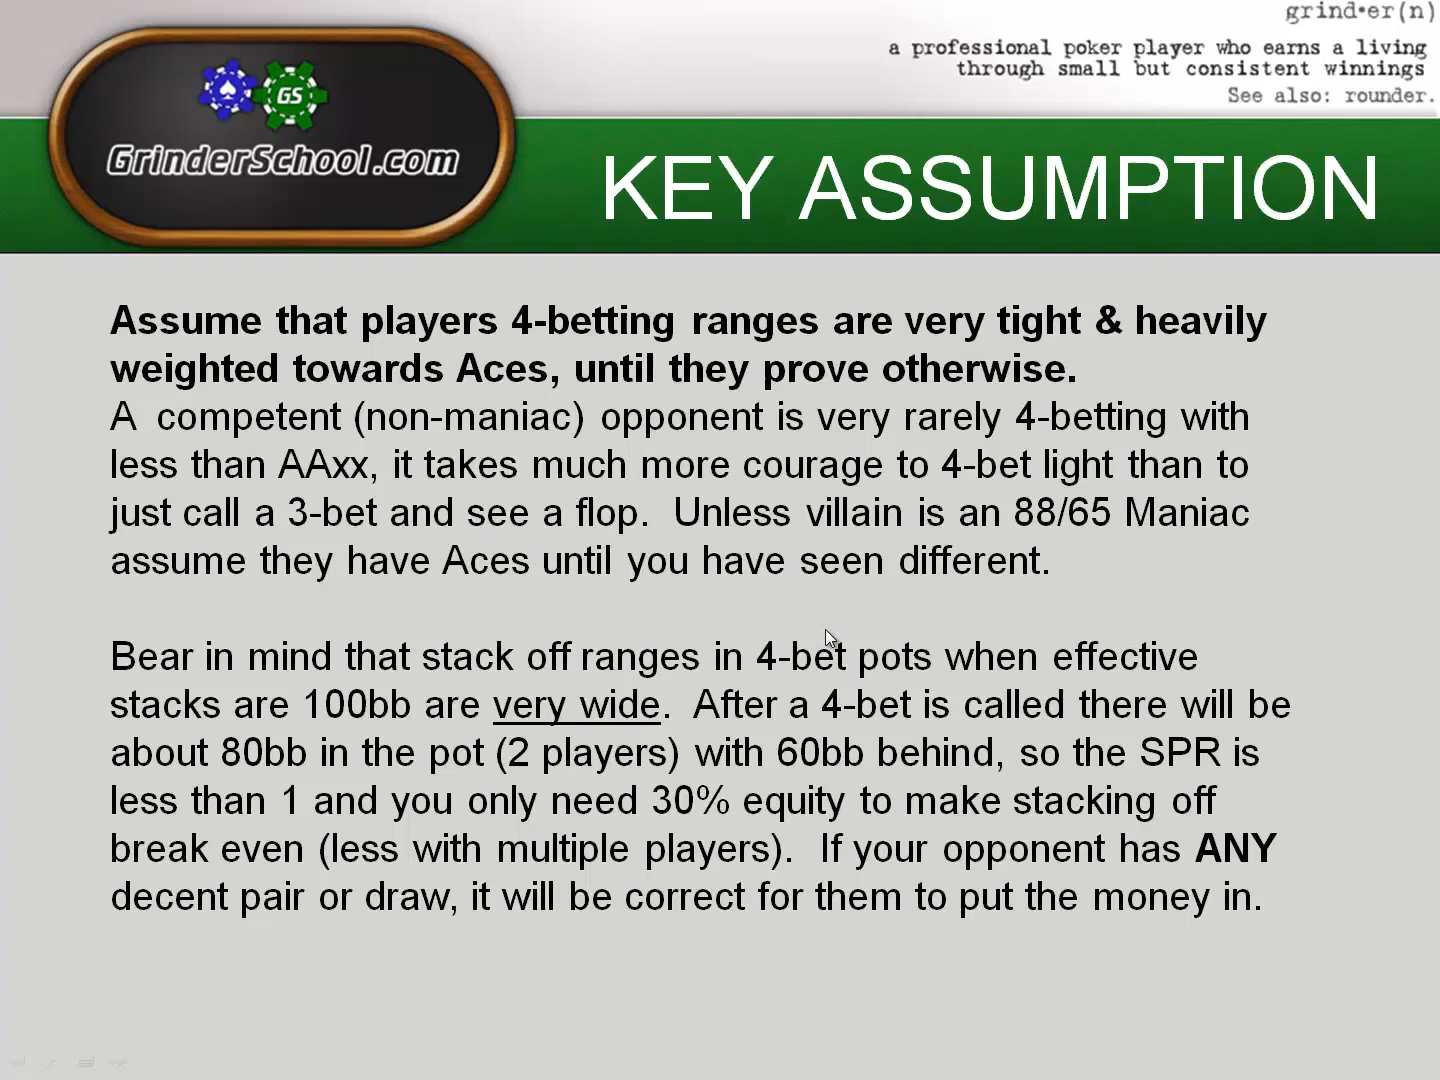 grind•er(n)
a professional poker player who earns a living
through small but consistent winnings
See also: rounder.
GS
GrinderSchool.com
KEY ASSUMPTION
Assume that players 4-betting ranges are very tight & heavily
weighted towards Aces, until they prove otherwise.
A  competent (non-maniac) opponent is very rarely 4-betting with
less than AAxx, it takes much more courage to 4-bet light than to
just call a 3-bet and see a flop.  Unless villain is an 88/65 Maniac
assume they have Aces until you have seen different.
Bear in mind that stack off ranges in 4-bet pots when effective
stacks are 100bb are very wide.  After a 4-bet is called there will be
about 80bb in the pot (2 players) with 60bb behind, so the SPR is
less than 1 and you only need 30% equity to make stacking off
break even (less with multiple players).  If your opponent has ANY
decent pair or draw, it will be correct for them to put the money in.